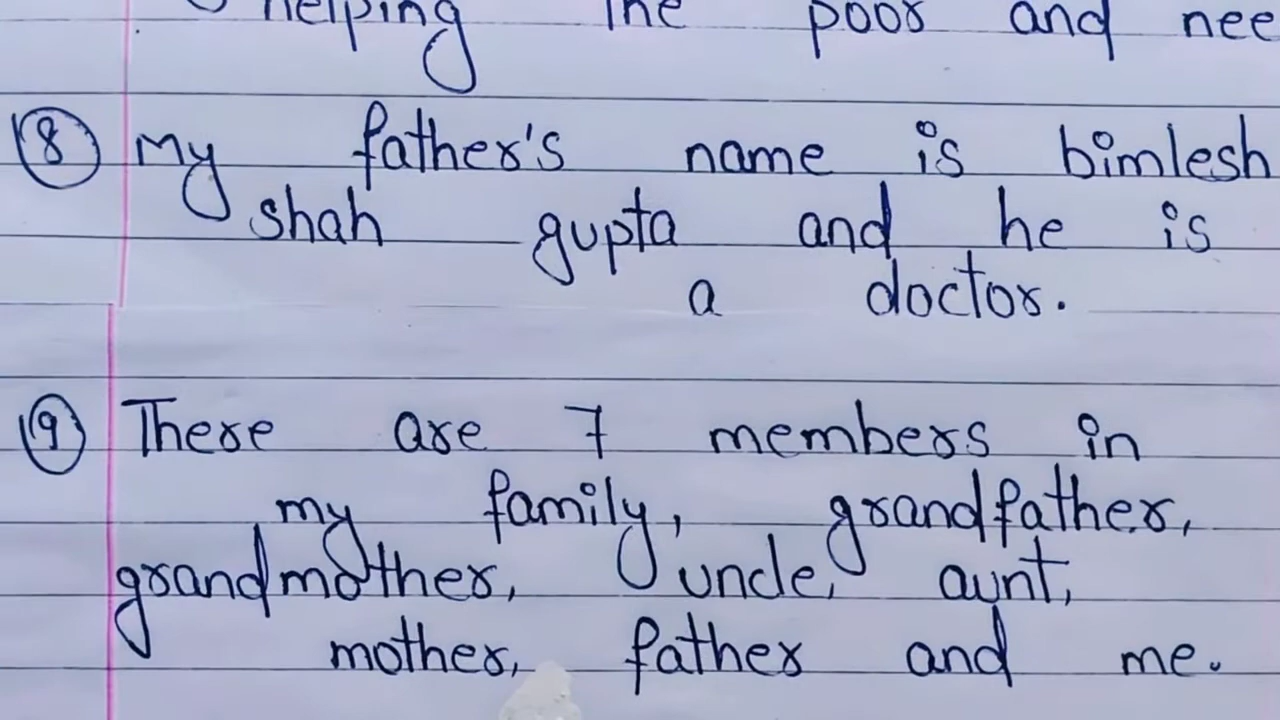 helping the poor and nee
⑧ My father's name is bimlesh
shah gupta and he is
a doctor.
⑨ There are 7 members in
my family, grandfather,
grandmother, uncle, aunt,
mother, father and me.